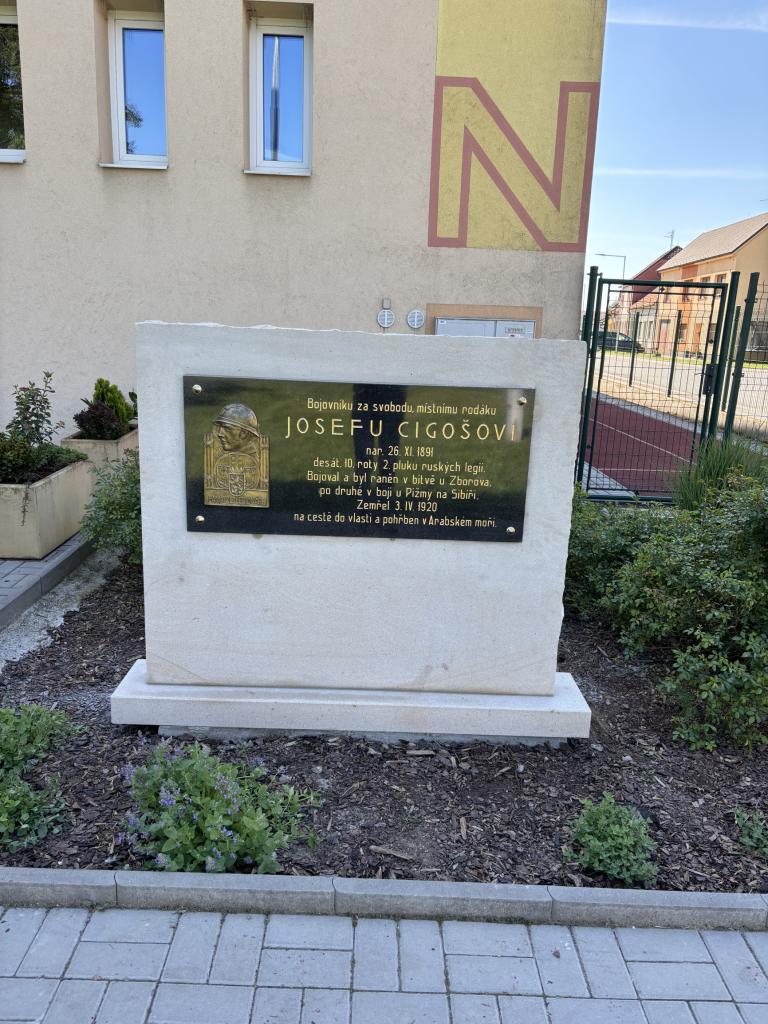 N
Bojovníku za svobodu, místnímu rodáku
JOSEFU CIGOŠOVI
nar. 26. XI. 1891
desát. 10. roty 2. pluku ruských legií.
Bojoval a byl raněn v bitvě u Zborova,
po druhé v boji u Pižmy na Sibiři.
Zemřel 3. IV. 1920
na cestě do vlasti a pohřben v Arabském moři.